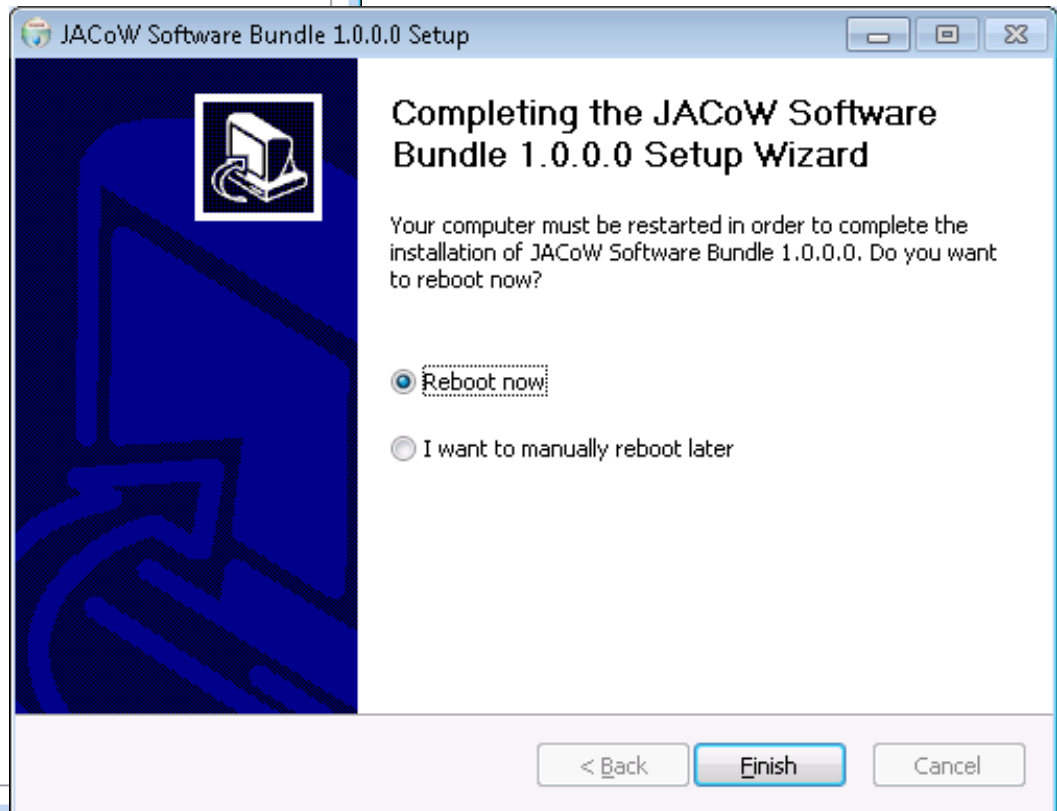 JACoW Software Bundle 1.0.0.0 Setup
Completing the JACoW Software
Bundle 1.0.0.0 Setup Wizard
Your computer must be restarted in order to complete the
installation of JACoW Software Bundle 1.0.0.0. Do you want
to reboot now?
Reboot now
I want to manually reboot later
< Back Finish Cancel